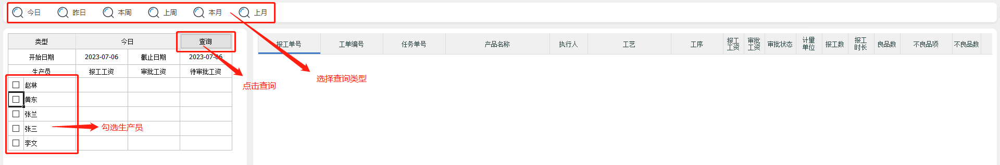 今日 昨日 本周 上周 本月 上月
类型 今日 查询
开始日期 2023-07-06 截止日期 2023-07-06
生产员 报工工资 审批工资 待审批工资
赵林
黄东
张兰
张三
李文
点击查询
勾选生产员
报工单号 工单编号 任务单号 产品名称 执行人 工艺 工序 报工工资 审批工资 审批状态 计量单位 报工数 报工时长 良品数 不良品项 不良品数
选择查询类型